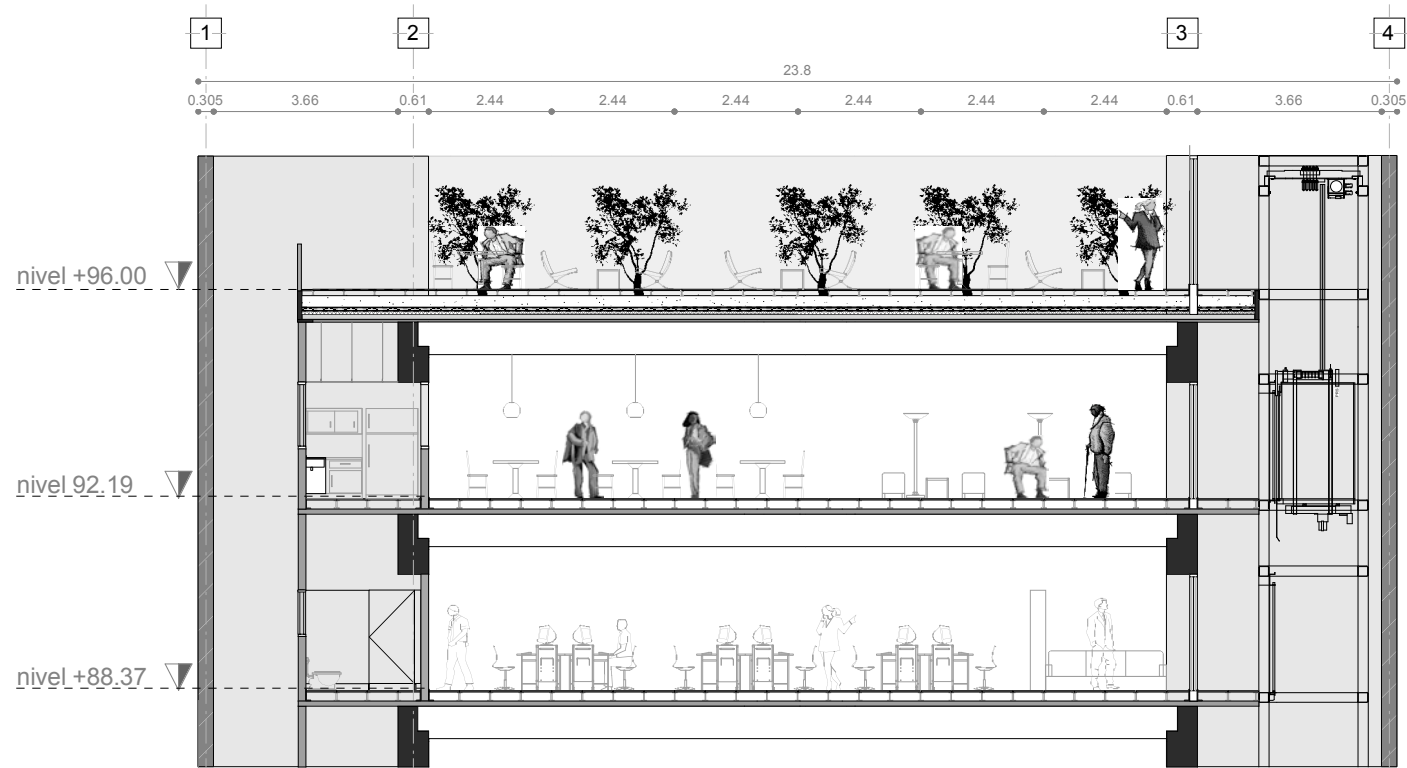 1 2 3 4
23.8
0.305 3.66 0.61 2.44 2.44 2.44 2.44 2.44 2.44 0.61 3.66 0.305
nivel +96.00
nivel 92.19
nivel +88.37